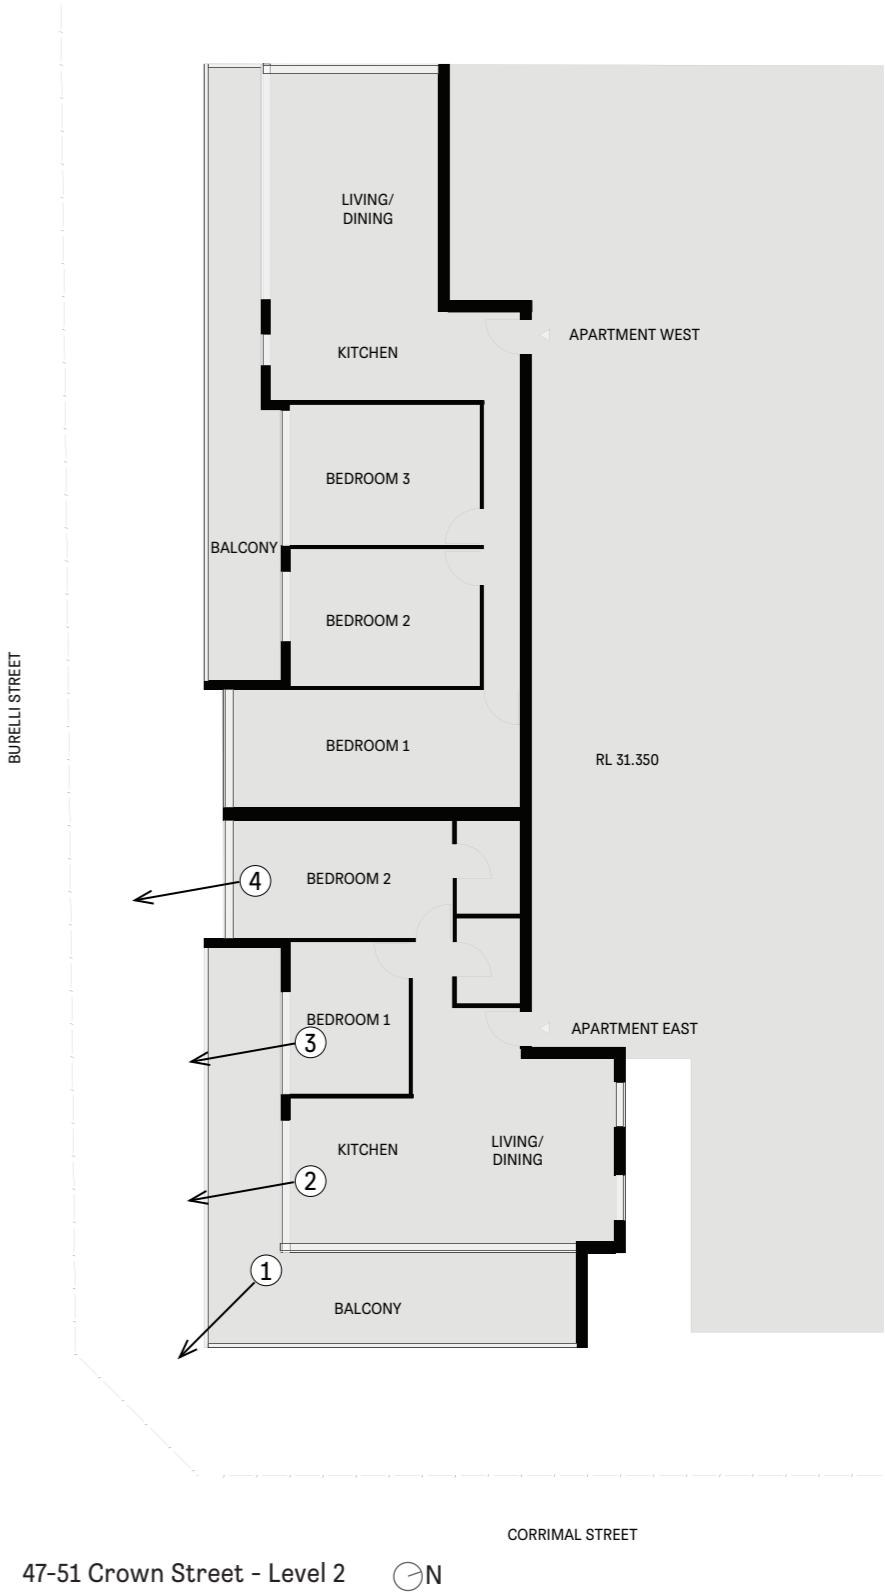 LIVING/
DINING
APARTMENT WEST
KITCHEN
BEDROOM 3
BALCONY
BEDROOM 2
BURELLI STREET
BEDROOM 1
RL 31.350
4
BEDROOM 2
BEDROOM 1
APARTMENT EAST
3
KITCHEN
LIVING/
DINING
2
1
BALCONY
CORRIMAL STREET
47-51 Crown Street - Level 2
N